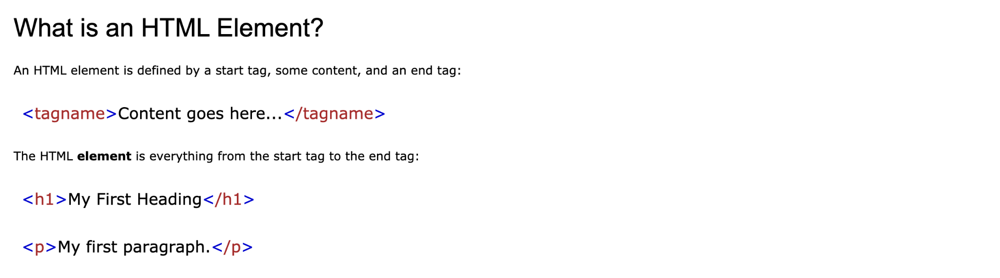 What is an HTML Element?
An HTML element is defined by a start tag, some content, and an end tag:
<tagname>Content goes here...</tagname>
The HTML element is everything from the start tag to the end tag:
<h1>My First Heading</h1>
<p>My first paragraph.</p>